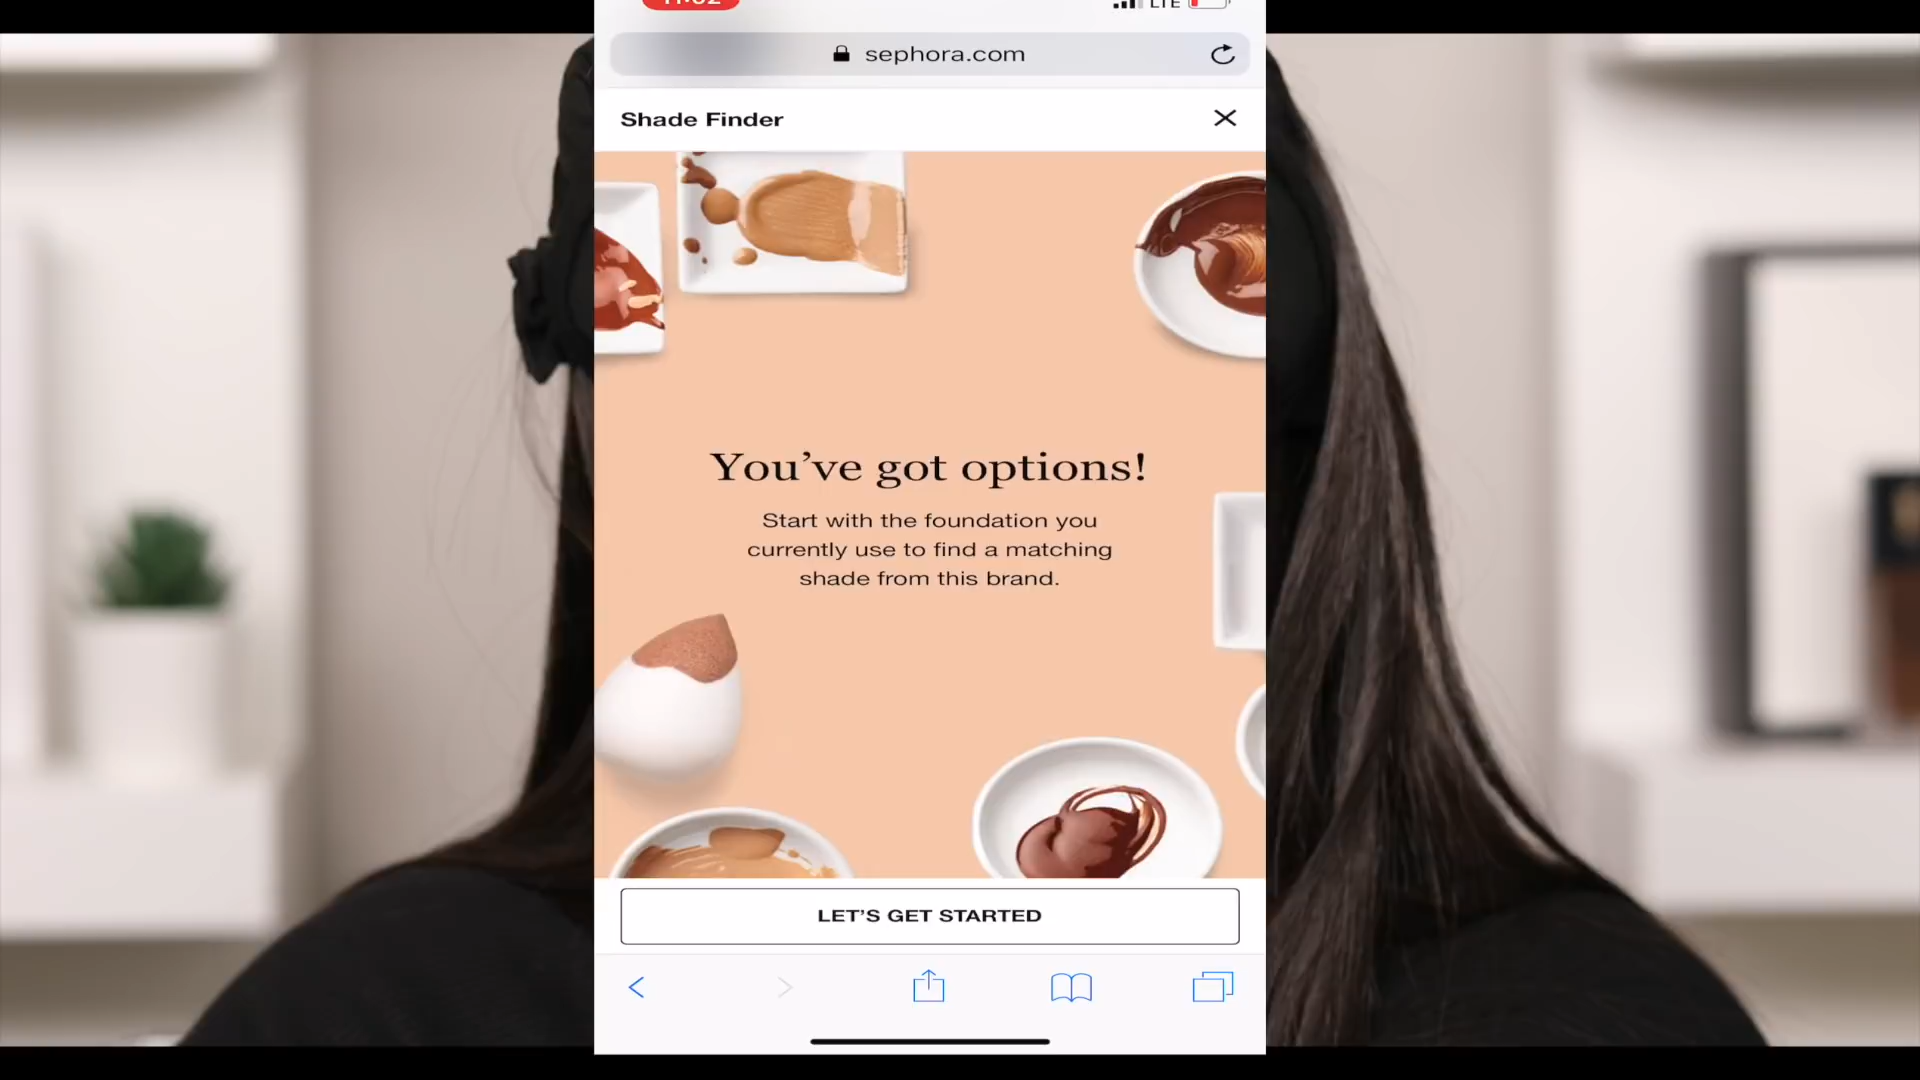 sephora.com
Shade Finder
You’ve got options!
Start with the foundation you
currently use to find a matching
shade from this brand.
LET’S GET STARTED